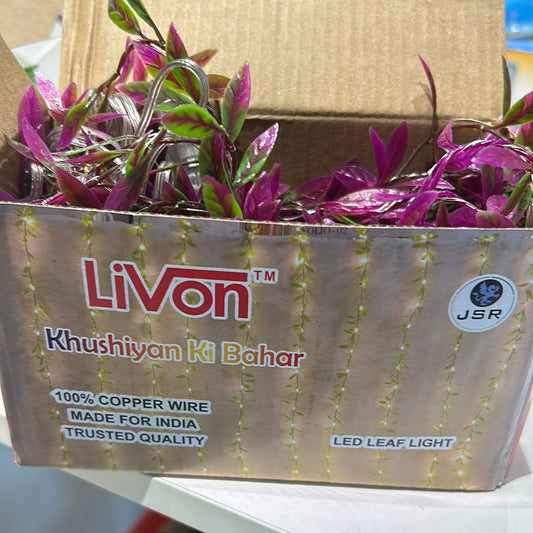 LiVon™
Khushiyan Ki Bahar
100% COPPER WIRE
MADE FOR INDIA
TRUSTED QUALITY
JSR
LED LEAF LIGHT